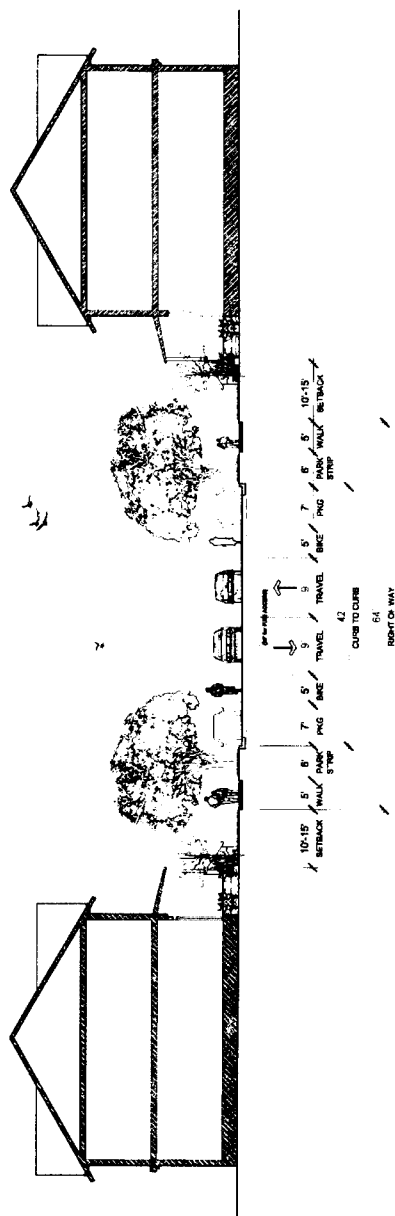 10'-15' 5' 6' 7' 5' 9 9 5' 7' 6' 5' 10'-15'
SETBACK WALK PARK PKG BIKE TRAVEL TRAVEL BIKE PKG PARK WALK SETBACK
STRIP STRIP
42
CURB TO CURB
64
RIGHT OF WAY